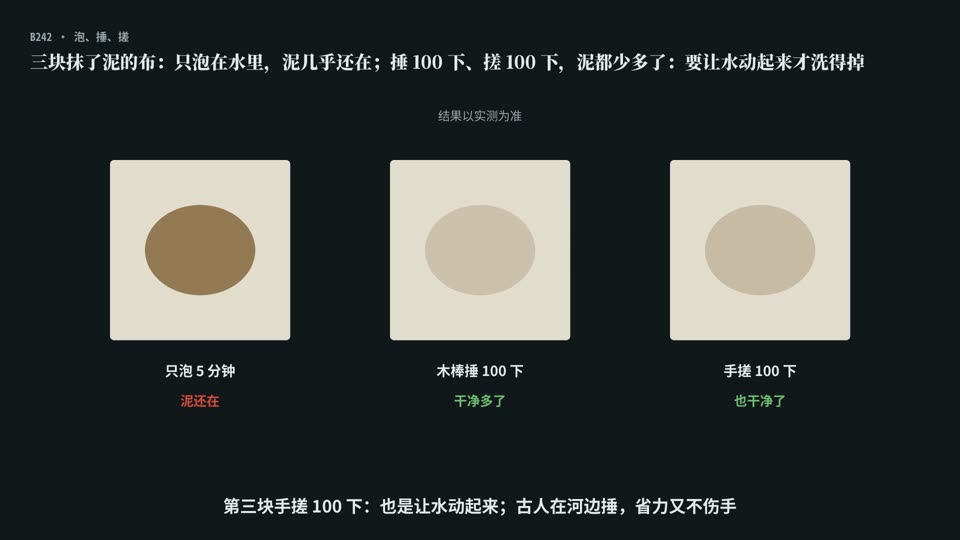 B242 · 泡、捶、搓
三块抹了泥的布：只泡在水里，泥几乎还在；捶 100 下、搓 100 下，泥都少多了：要让水动起来才洗得掉
结果以实测为准
只泡 5 分钟
木棒捶 100 下
手搓 100 下
泥还在
干净多了
也干净了
第三块手搓 100 下：也是让水动起来；古人在河边捶，省力又不伤手